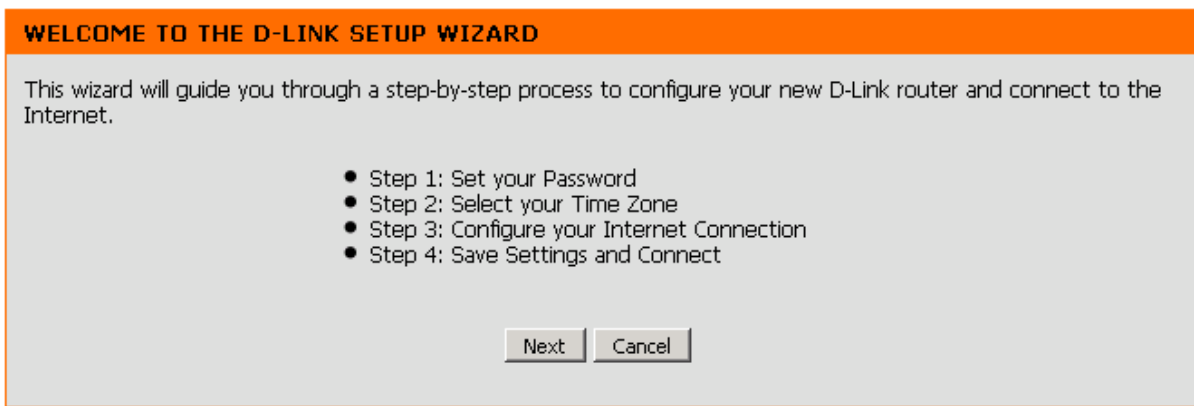 WELCOME TO THE D-LINK SETUP WIZARD
This wizard will guide you through a step-by-step process to configure your new D-Link router and connect to the
Internet.
● Step 1: Set your Password
● Step 2: Select your Time Zone
● Step 3: Configure your Internet Connection
● Step 4: Save Settings and Connect
Next Cancel